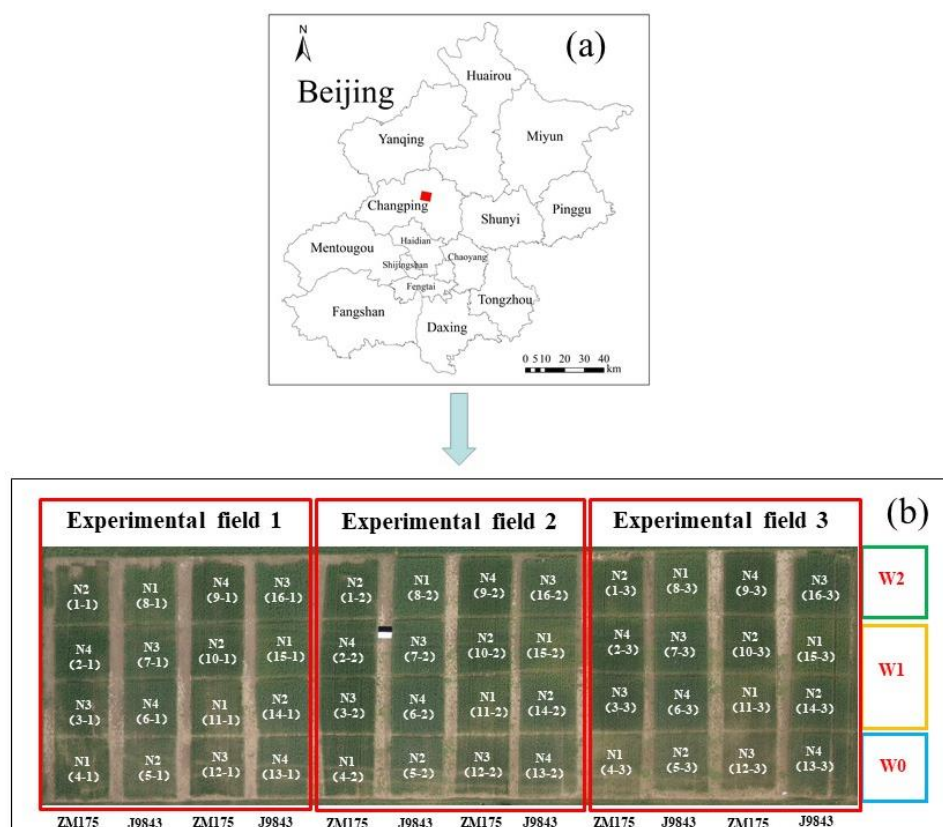 N
(a)
Beijing
Huairou
Yanqing
Miyun
Changping
Shunyi
Pinggu
Mentougou
Haidian
Shijingshan
Chaoyang
Fengtai
Tongzhou
Fangshan
Daxing
0 5 10 20 30 40
km
Experimental field 1 Experimental field 2 Experimental field 3 (b)
N2 N1 N4 N3 N2 N1 N4 N3 N2 N1 N4 N3
(1-1) (8-1) (9-1) (16-1) (1-2) (8-2) (9-2) (16-2) (1-3) (8-3) (9-3) (16-3)
W2
N4 N3 N2 N1 N4 N3 N2 N1 N4 N3 N2 N1
(2-1) (7-1) (10-1) (15-1) (2-2) (7-2) (10-2) (15-2) (2-3) (7-3) (10-3) (15-3)
W1
N3 N4 N1 N2 N3 N4 N1 N2 N3 N4 N1 N2
(3-1) (6-1) (11-1) (14-1) (3-2) (6-2) (11-2) (14-2) (3-3) (6-3) (11-3) (14-3)
N1 N2 N3 N4 N1 N2 N3 N4 N1 N2 N3 N4
(4-1) (5-1) (12-1) (13-1) (4-2) (5-2) (12-2) (13-2) (4-3) (5-3) (12-3) (13-3)
W0
ZM175 J9843 ZM175 J9843 ZM175 J9843 ZM175 J9843 ZM175 J9843 ZM175 J9843